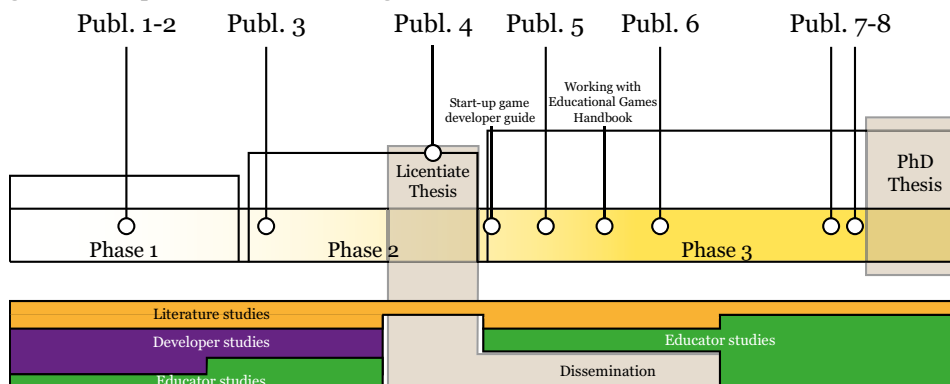 Publ. 1-2
Publ. 3
Publ. 4
Publ. 5
Publ. 6
Publ. 7-8
Start-up game
developer guide
Working with
Educational Games
Handbook
Licentiate
Thesis
PhD
Thesis
Phase 1
Phase 2
Phase 3
Literature studies
Developer studies
Educator studies
Educator studies
Dissemination